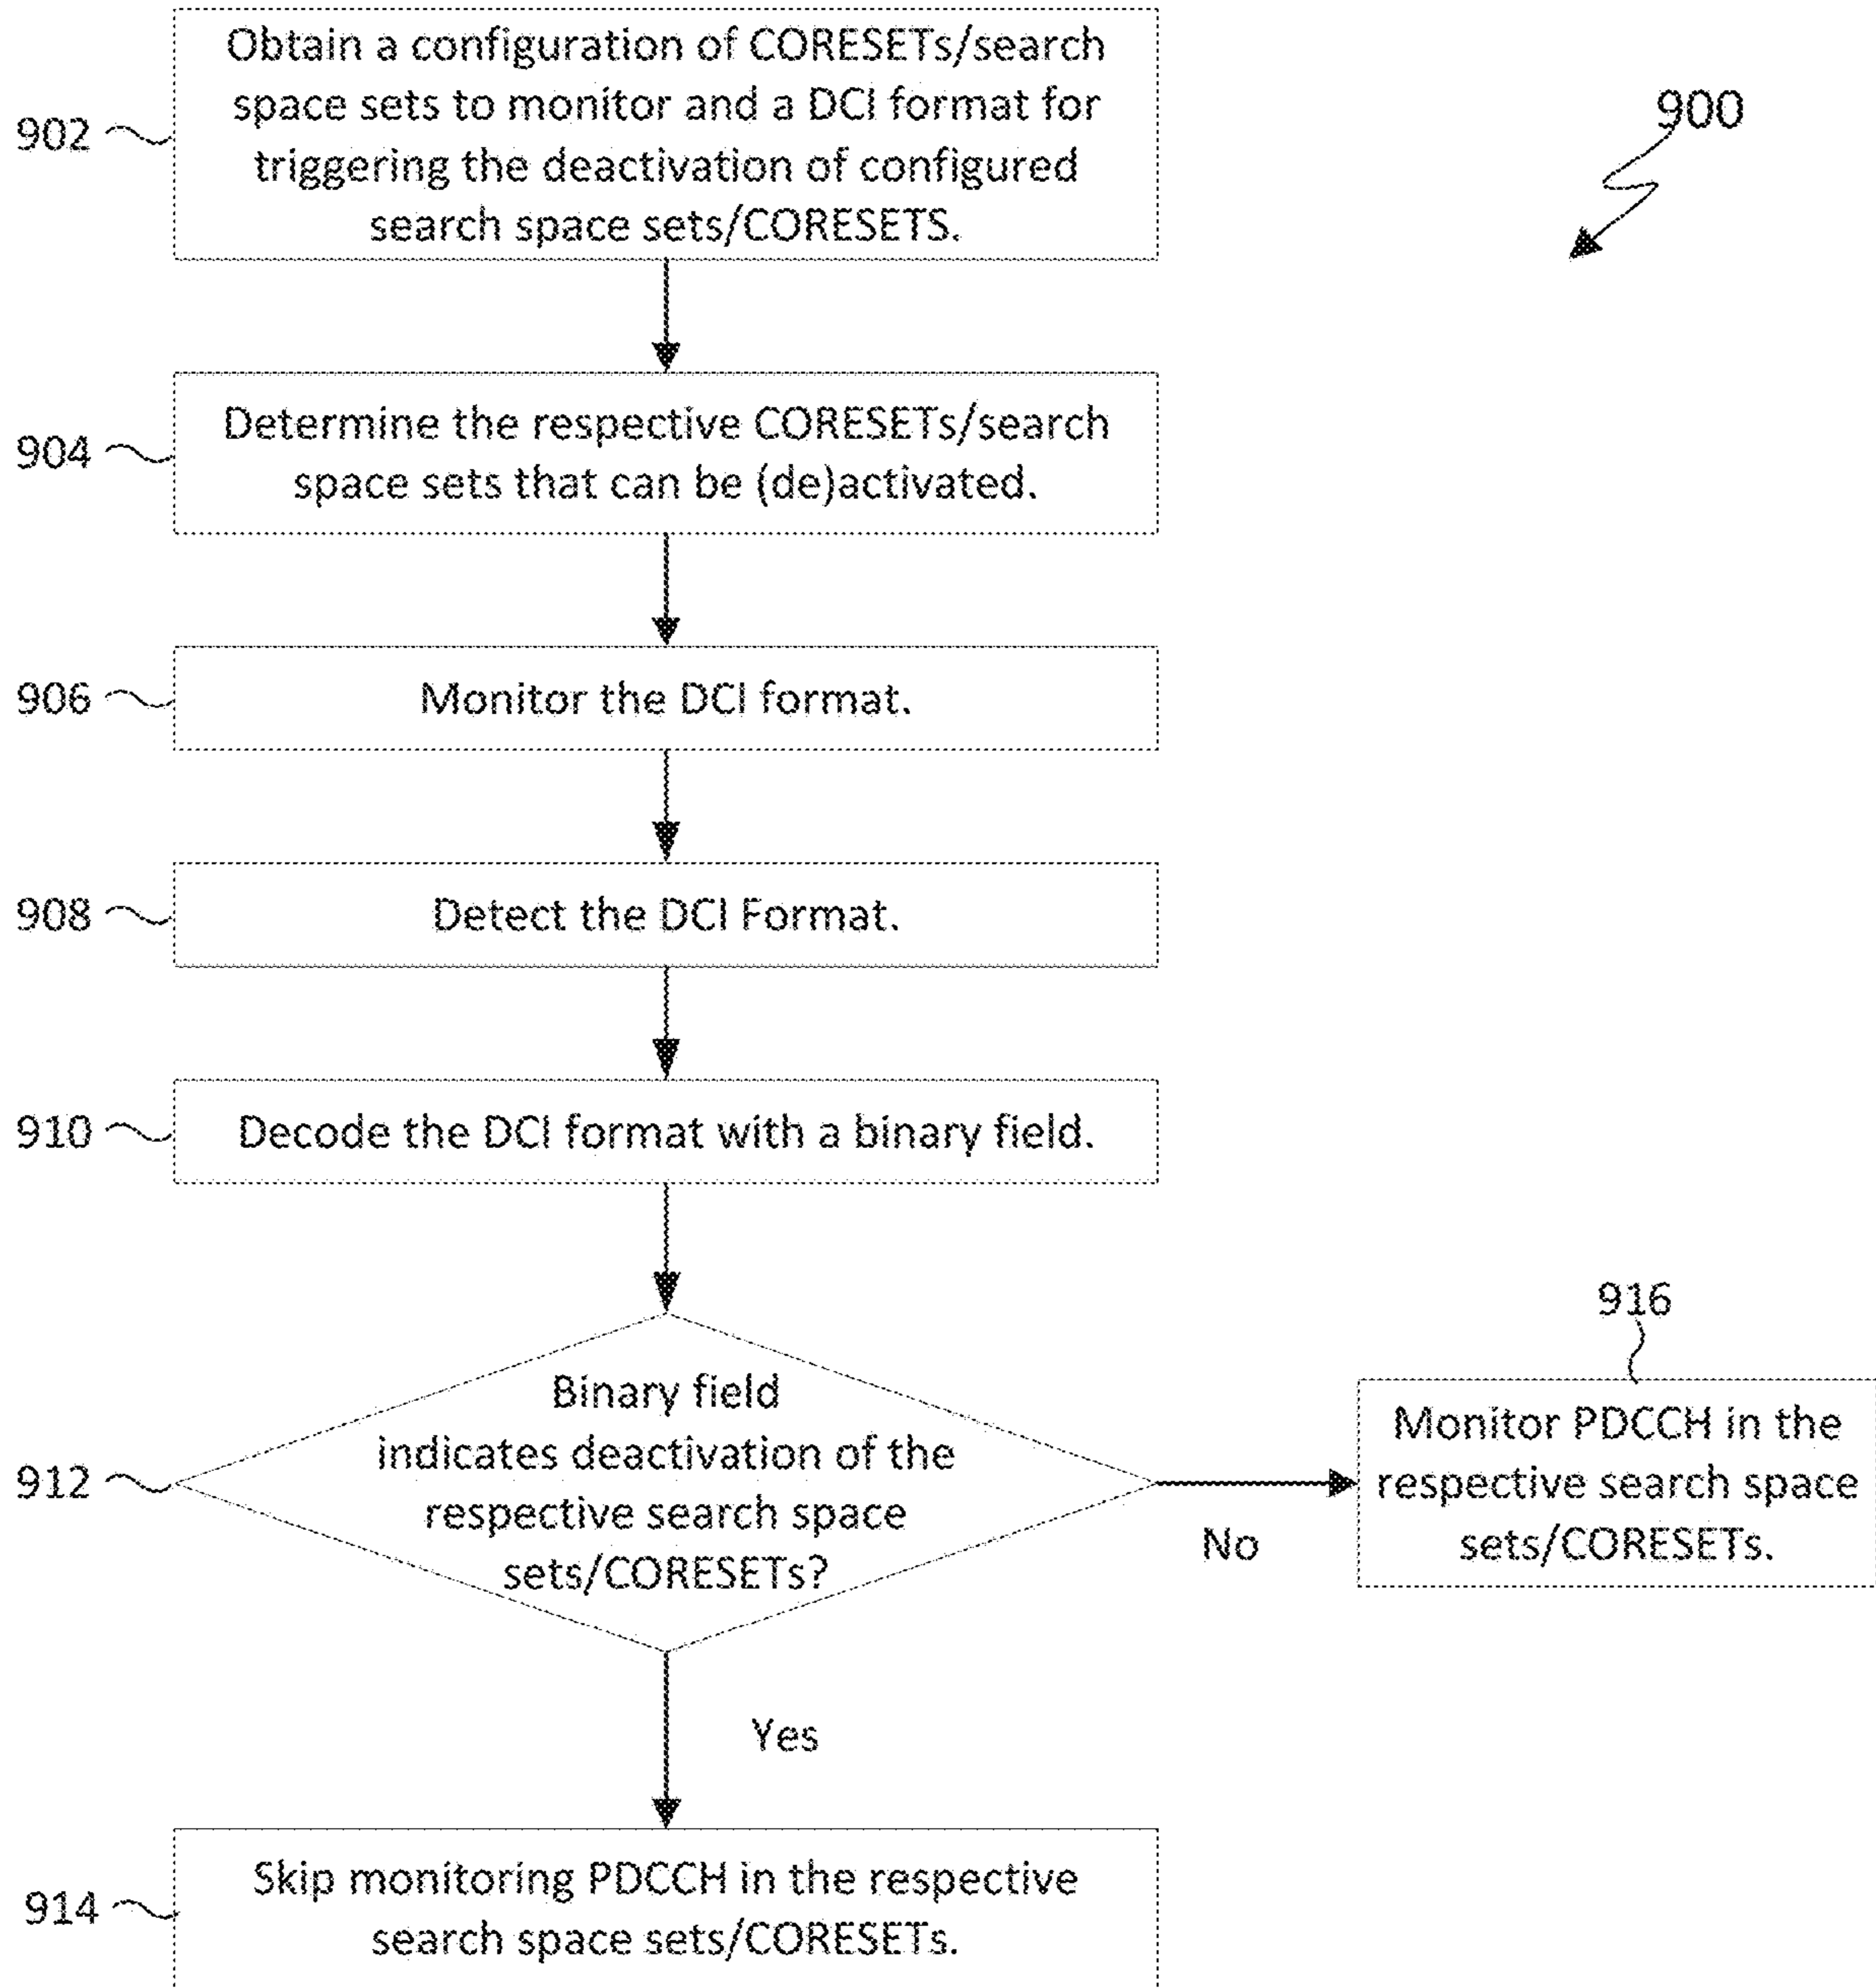 902
Obtain a configuration of CORESETs/search
space sets to monitor and a DCI format for
triggering the deactivation of configured
search space sets/CORESETS.
900
904
Determine the respective CORESETs/search
space sets that can be (de)activated.
906
Monitor the DCI format.
908
Detect the DCI Format.
910
Decode the DCI format with a binary field.
912
Binary field
indicates deactivation of the
respective search space
sets/CORESETs?
No
916
Monitor PDCCH in the
respective search space
sets/CORESETs.
Yes
914
Skip monitoring PDCCH in the respective
search space sets/CORESETs.